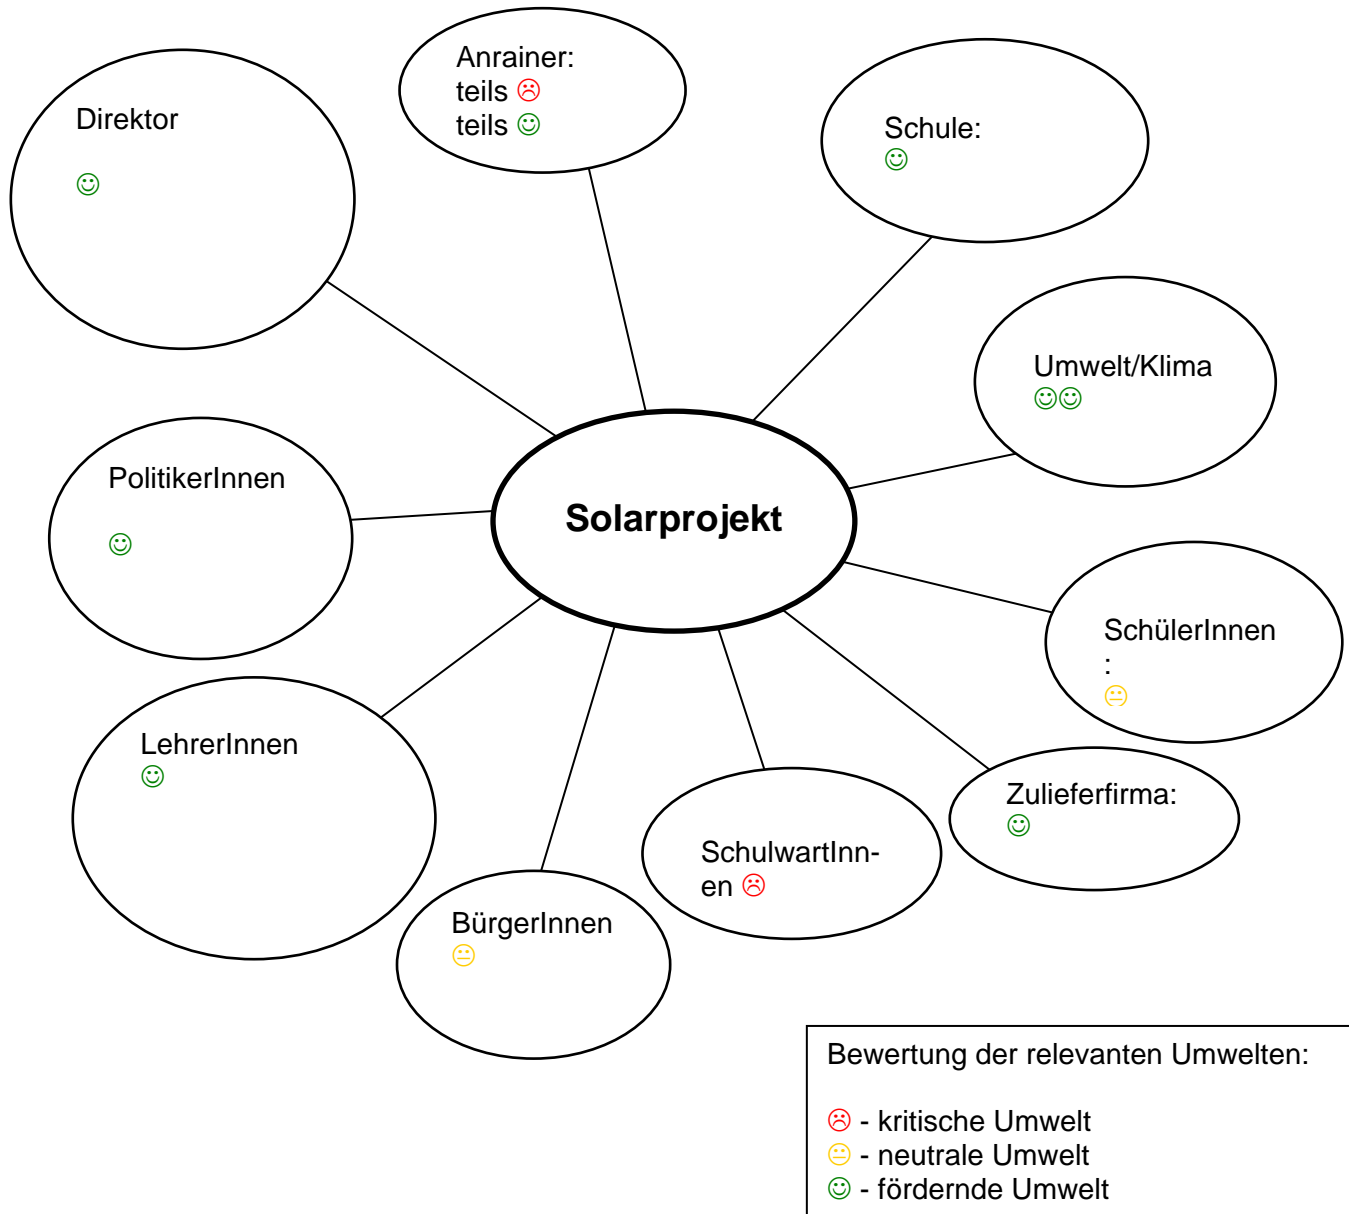 Anrainer:
teils ☹
teils ☺
Direktor
☺
Schule:
☺
Umwelt/Klima
☺☺
PolitikerInnen
☺
Solarprojekt
SchülerInnen
:
😐
LehrerInnen
☺
Zulieferfirma:
☺
SchulwartInn-
en ☹
BürgerInnen
😐
Bewertung der relevanten Umwelten:
☹ - kritische Umwelt
😐 - neutrale Umwelt
☺ - fördernde Umwelt